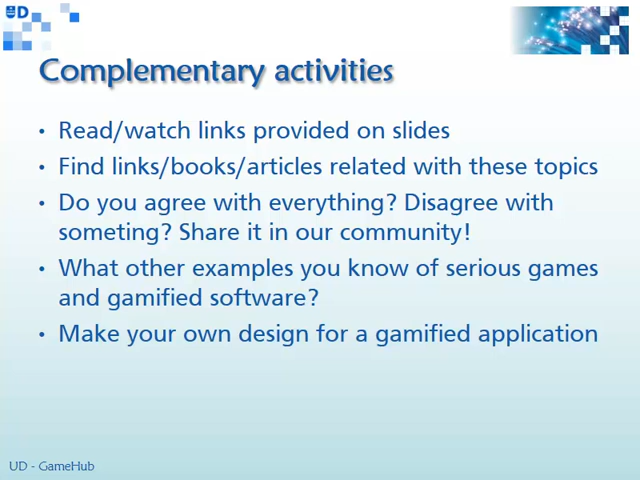 UD
Complementary activities
• Read/watch links provided on slides
• Find links/books/articles related with these topics
• Do you agree with everything? Disagree with
someting? Share it in our community!
• What other examples you know of serious games
and gamified software?
• Make your own design for a gamified application
UD - GameHub